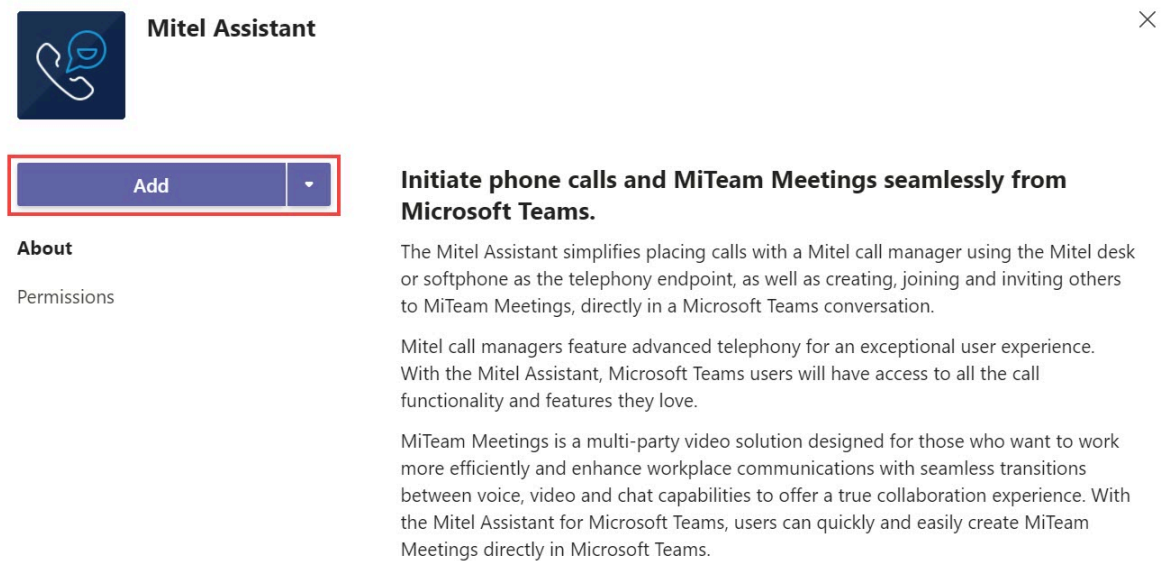 Mitel Assistant
Add
About
Permissions
Initiate phone calls and MiTeam Meetings seamlessly from
Microsoft Teams.
The Mitel Assistant simplifies placing calls with a Mitel call manager using the Mitel desk
or softphone as the telephony endpoint, as well as creating, joining and inviting others
to MiTeam Meetings, directly in a Microsoft Teams conversation.
Mitel call managers feature advanced telephony for an exceptional user experience.
With the Mitel Assistant, Microsoft Teams users will have access to all the call
functionality and features they love.
MiTeam Meetings is a multi-party video solution designed for those who want to work
more efficiently and enhance workplace communications with seamless transitions
between voice, video and chat capabilities to offer a true collaboration experience. With
the Mitel Assistant for Microsoft Teams, users can quickly and easily create MiTeam
Meetings directly in Microsoft Teams.